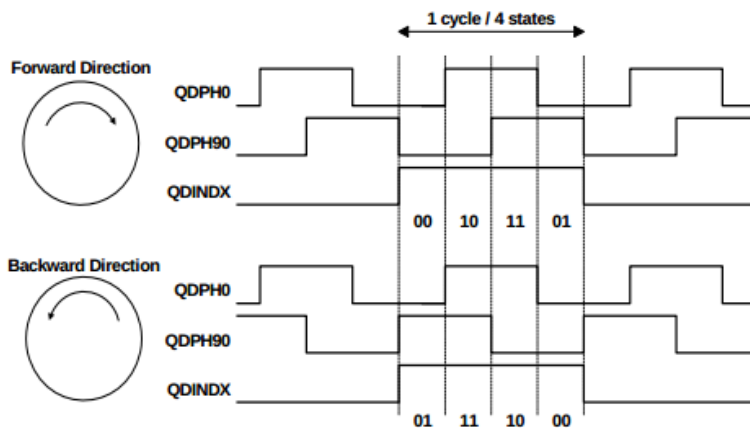 1 cycle / 4 states
Forward Direction
QDPH0
QDPH90
QDINDX
00 10 11 01
Backward Direction
QDPH0
QDPH90
QDINDX
01 11 10 00